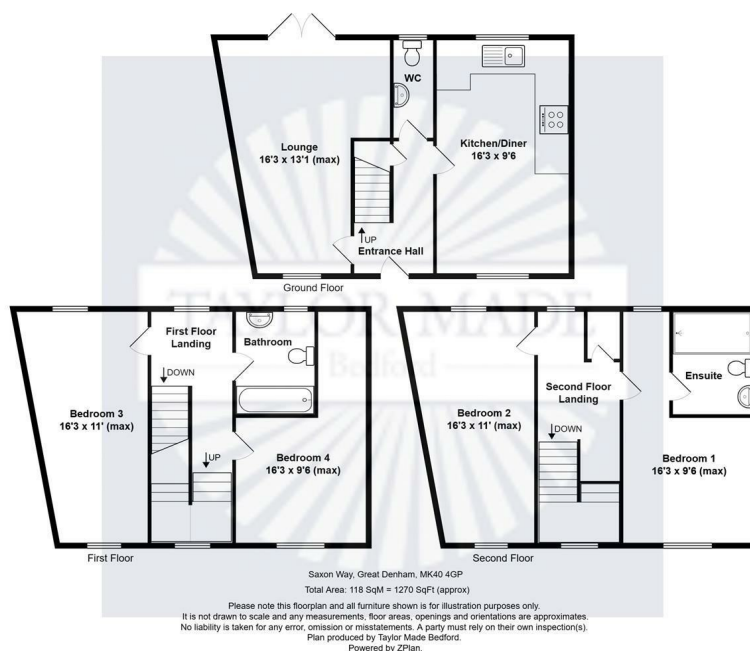 WC
Lounge
16'3 x 13'1 (max)
Kitchen/Diner
16'3 x 9'6
UP
Entrance Hall
Ground Floor
TAYLOR MADE
Bedford
First Floor
Landing
Bathroom
DOWN
Bedroom 3
16'3 x 11' (max)
UP
Bedroom 4
16'3 x 9'6 (max)
First Floor
Ensuite
Second Floor
Landing
Bedroom 2
16'3 x 11' (max)
DOWN
Bedroom 1
16'3 x 9'6 (max)
Second Floor
Saxon Way, Great Denham, MK40 4GP
Total Area: 118 SqM = 1270 SqFt (approx)
Please note this floorplan and all furniture shown is for illustration purposes only.
It is not drawn to scale and any measurements, floor areas, openings and orientations are approximates.
No liability is taken for any error, omission or misstatements. A party must rely on their own inspection(s).
Plan produced by Taylor Made Bedford.
Powered by ZPlan.